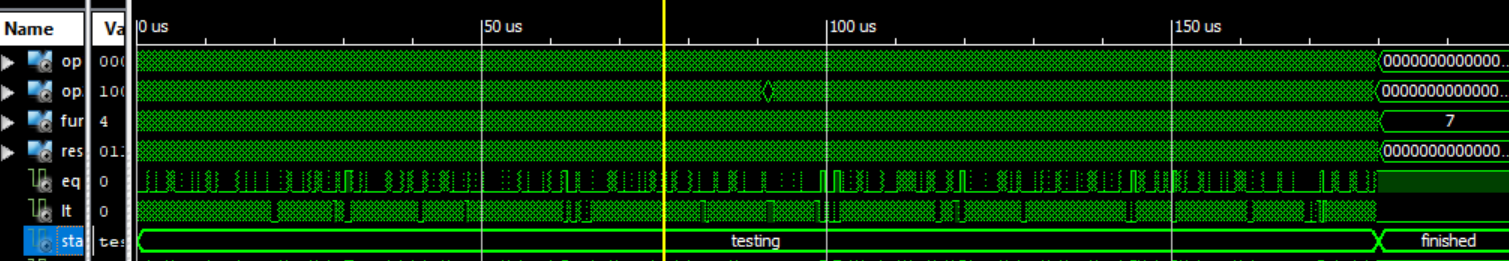 Name Va 0 us 50 us 100 us 150 us
op 000 0000000000000...
op. 100 0000000000000...
fur 4 7
res 01: 0000000000000...
eq 0
lt 0
sta tes testing finished